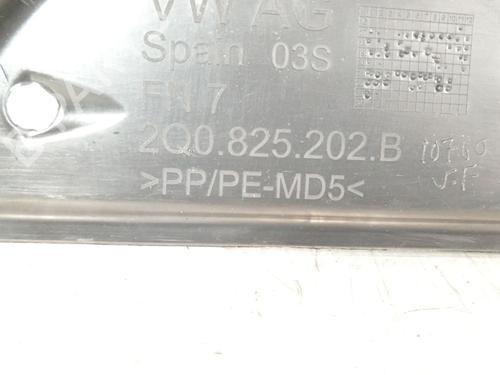 VW AG
Spain 03S
FN 7
2Q0.825.202.B
>PP/PE-MD5<